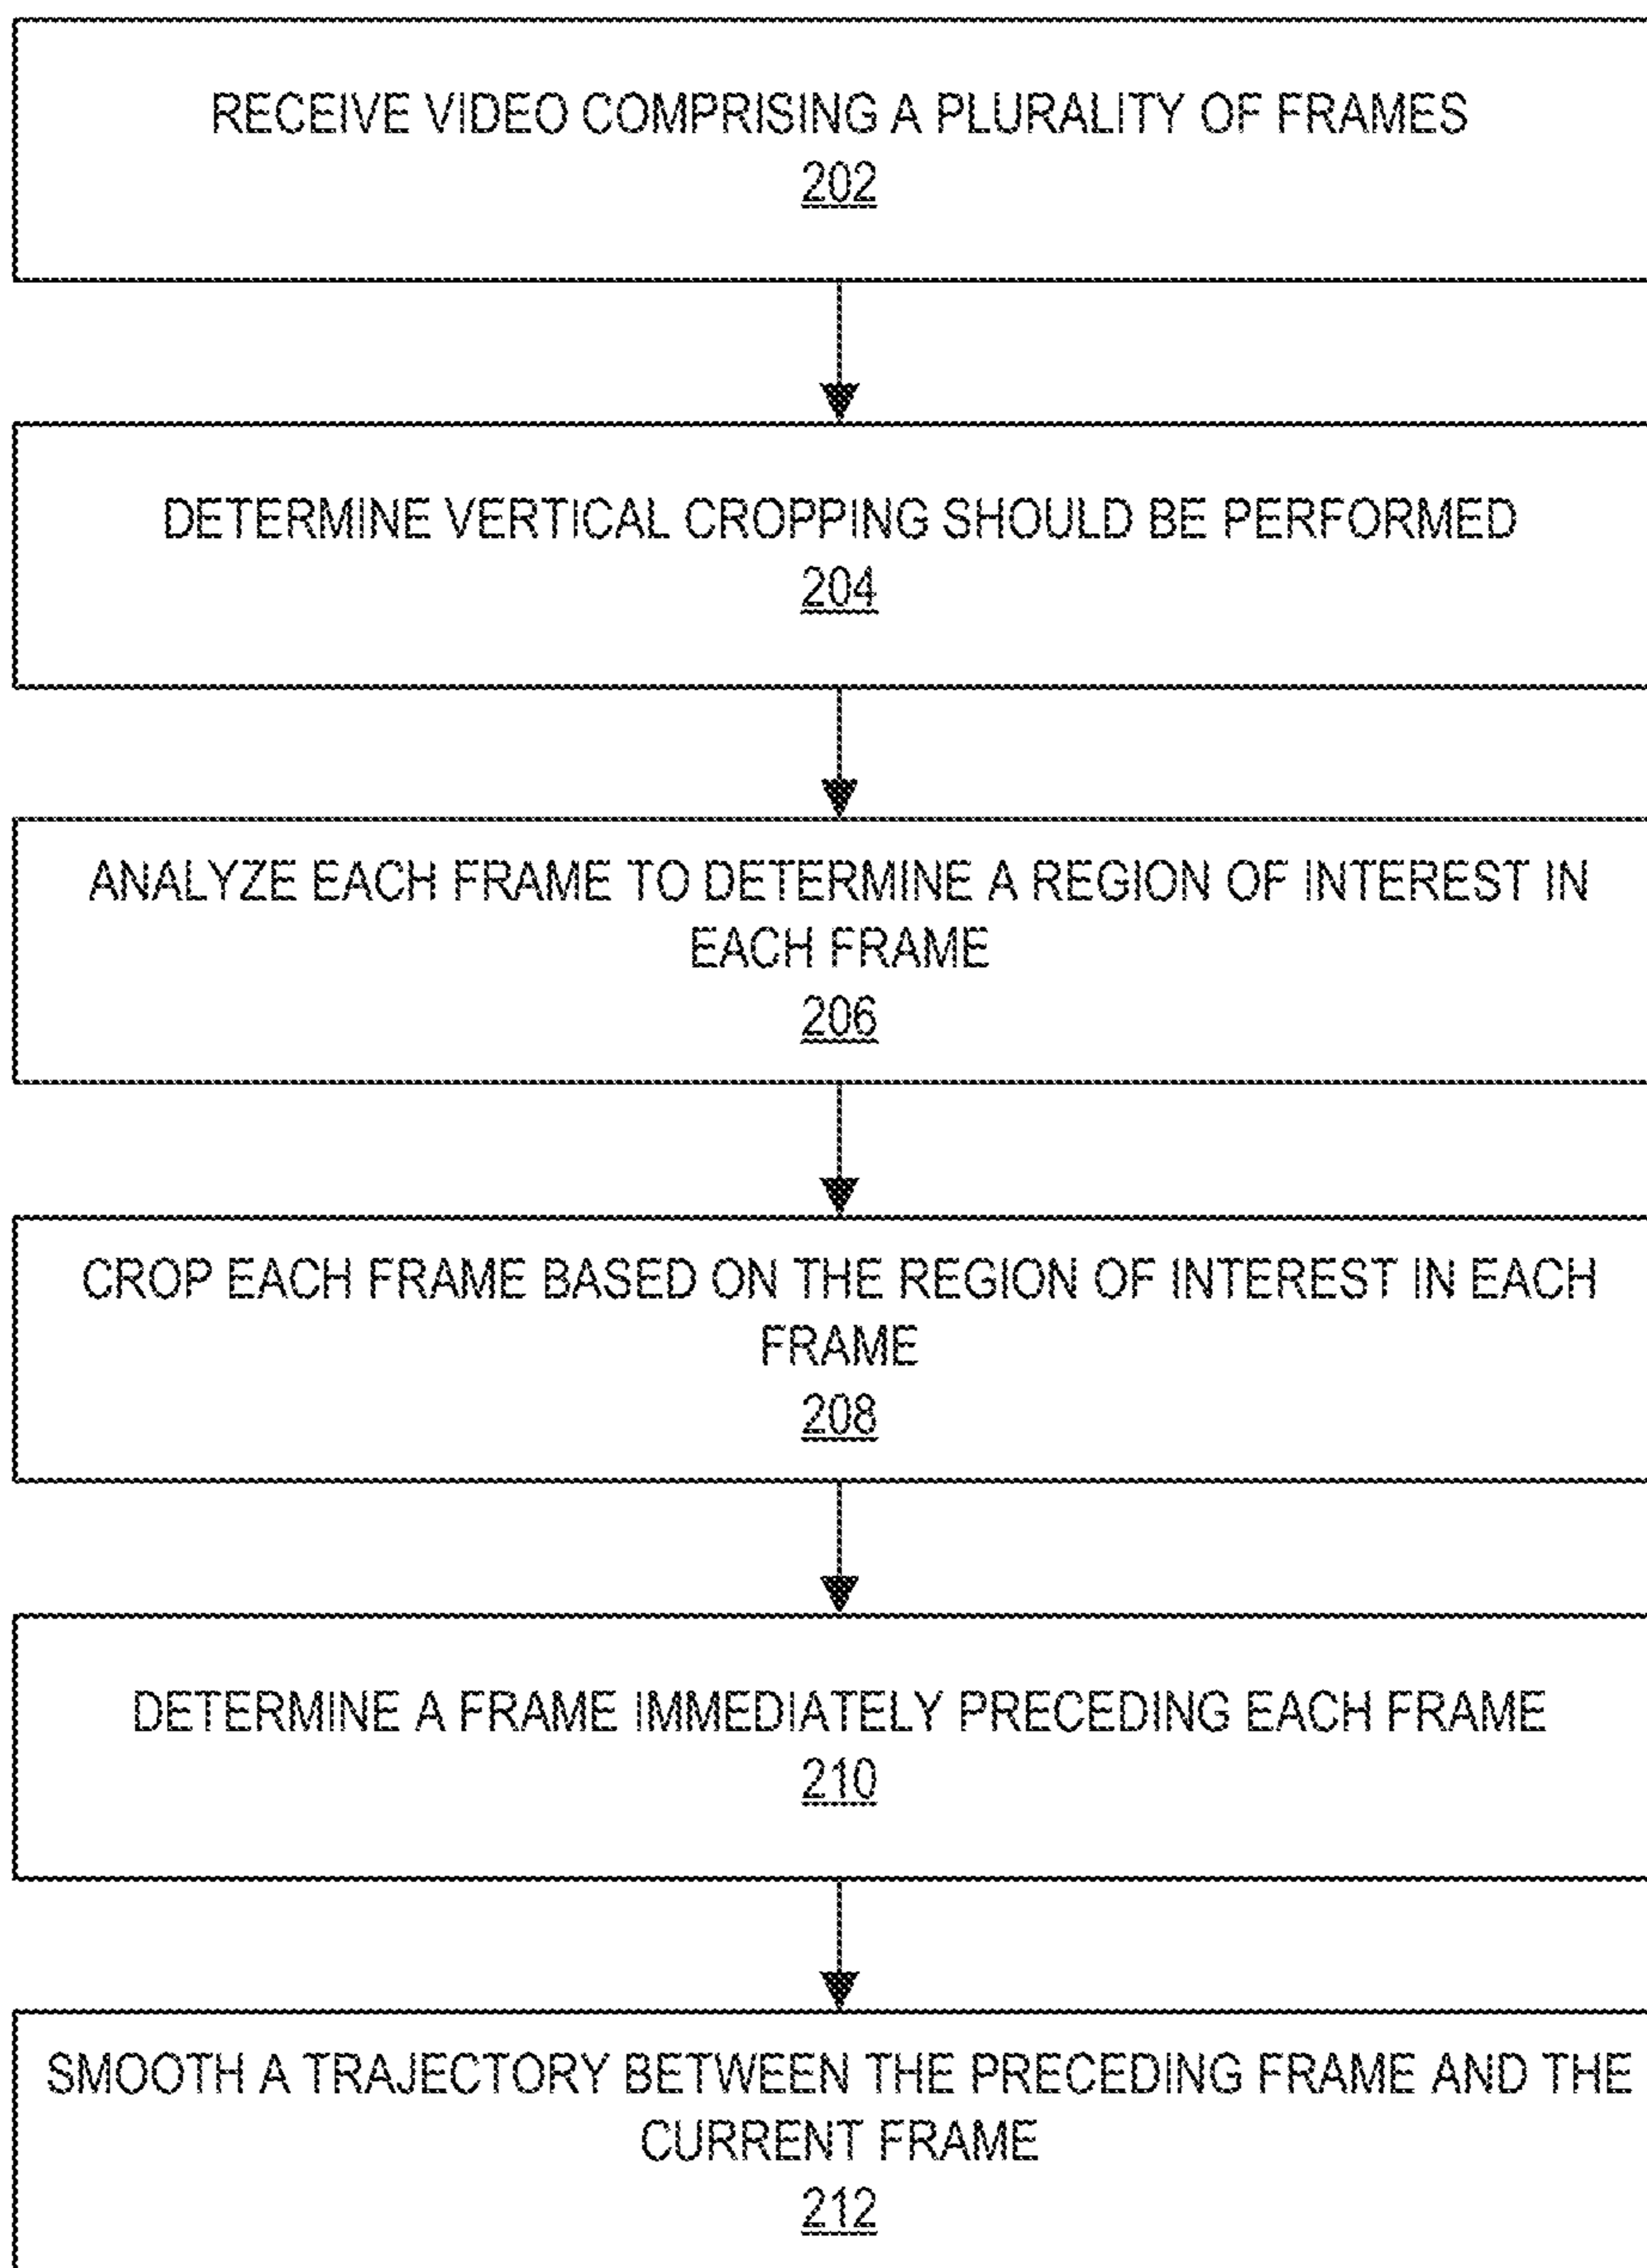 RECEIVE VIDEO COMPRISING A PLURALITY OF FRAMES
202
DETERMINE VERTICAL CROPPING SHOULD BE PERFORMED
204
ANALYZE EACH FRAME TO DETERMINE A REGION OF INTEREST IN
EACH FRAME
206
CROP EACH FRAME BASED ON THE REGION OF INTEREST IN EACH
FRAME
208
DETERMINE A FRAME IMMEDIATELY PRECEDING EACH FRAME
210
SMOOTH A TRAJECTORY BETWEEN THE PRECEDING FRAME AND THE
CURRENT FRAME
212